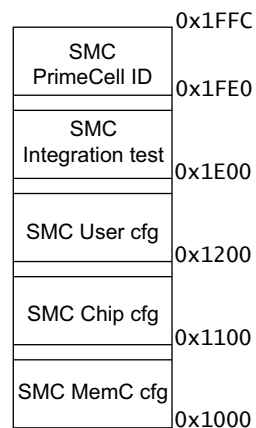 0x1FFC
SMC
PrimeCell ID
0x1FE0
SMC
Integration test
0x1E00
SMC User cfg
0x1200
SMC Chip cfg
0x1100
SMC MemC cfg
0x1000